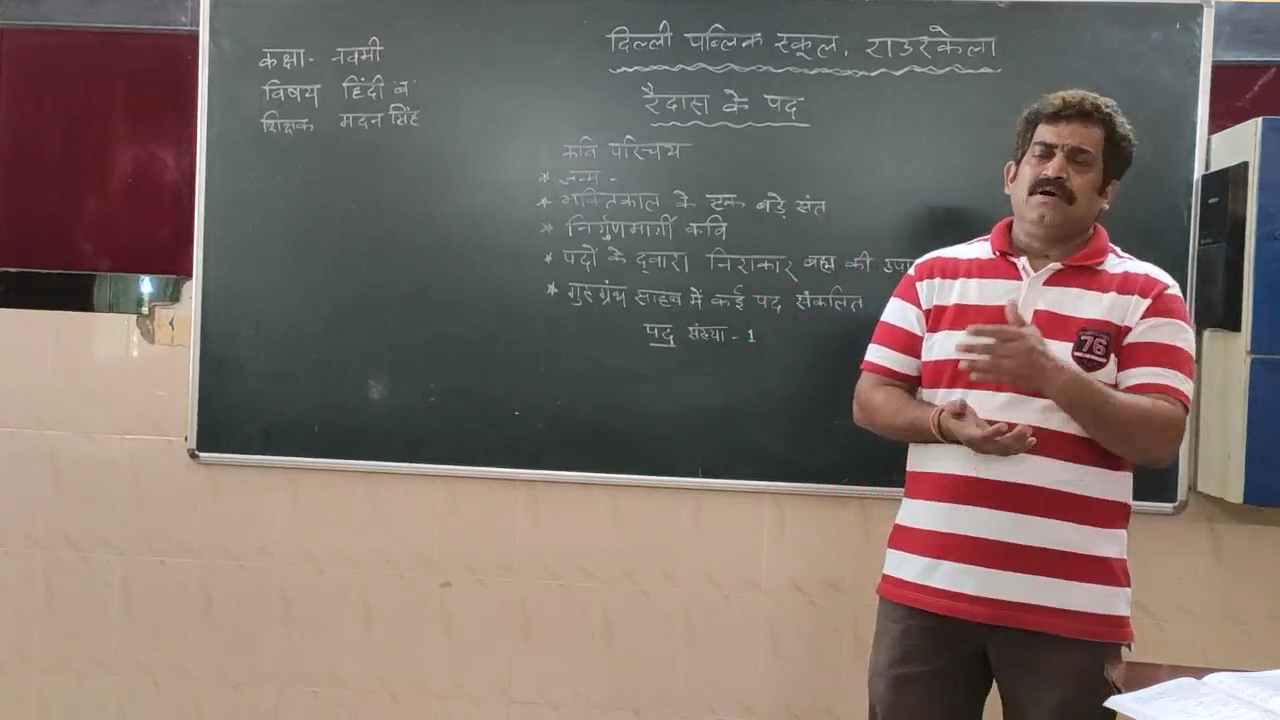 कक्षा- नवमी
विषय हिंदी ब
शिक्षक मदन सिंह
दिल्ली पब्लिक स्कूल, राउरकेला
रैदास के पद
कवि परिचय
* जन्म -
* भक्तिकाल के एक बड़े संत
* निर्गुणमार्गी कवि
* पदों के द्वारा निराकार ब्रह्म की
* गुरु ग्रंथ साहब में कई पद संकलित
पद संख्या - 1
76